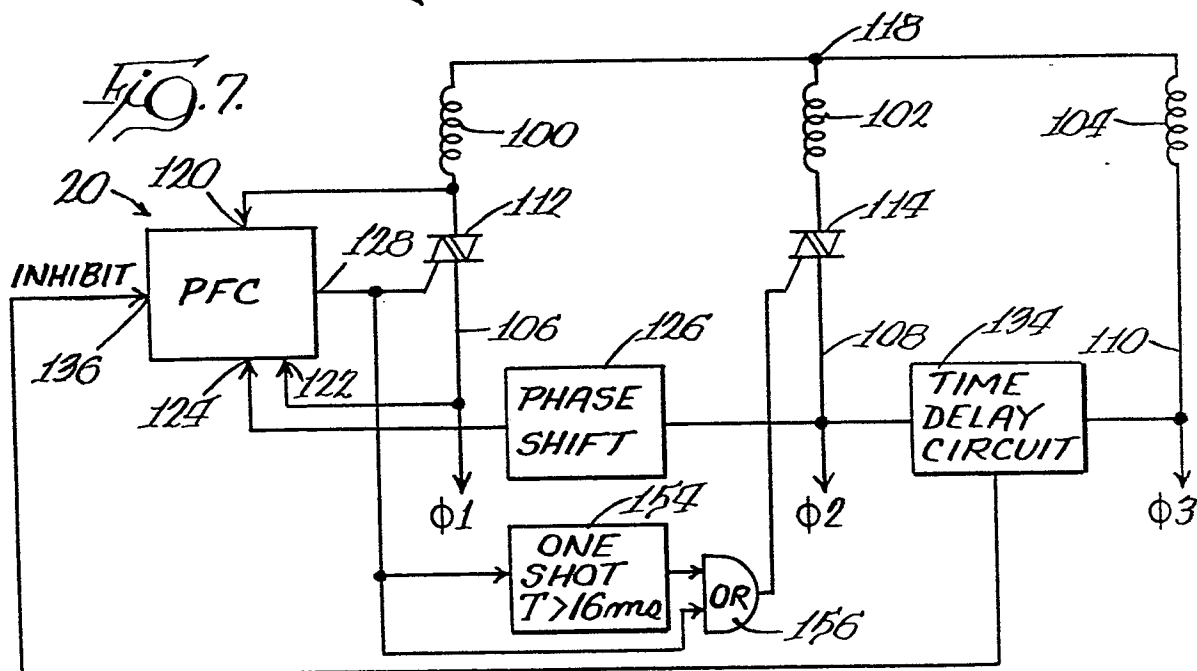 Fig. 7.
118
100
102
104
20
120
112
114
128
INHIBIT
PFC
106
126
108
134
110
136
124
122
PHASE
SHIFT
TIME
DELAY
CIRCUIT
φ1
φ2
φ3
154
ONE
SHOT
T>16ms
OR
156